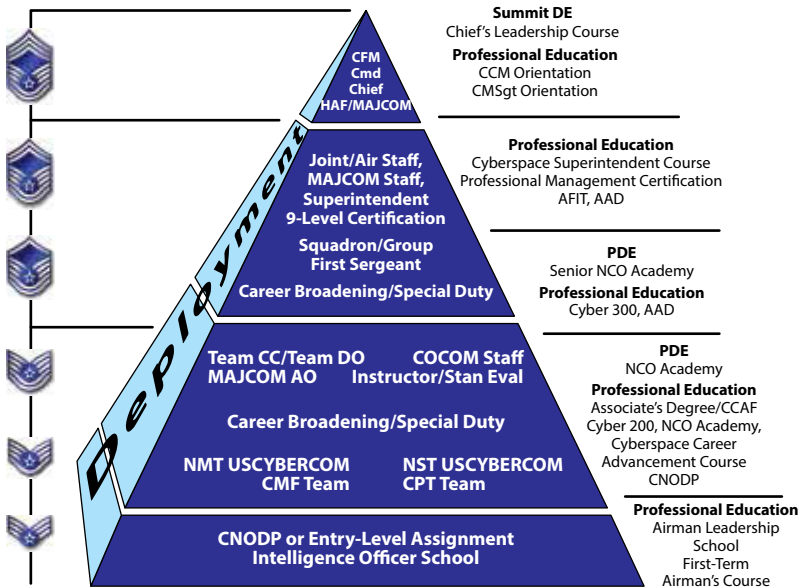 Summit DE
Chief's Leadership Course
Professional Education
CCM Orientation
CMSgt Orientation
CFM
Cmd
Chief
HAF/MAJCOM
Deployment
Joint/Air Staff,
MAJCOM Staff,
Superintendent
9-Level Certification
Squadron/Group
First Sergeant
Career Broadening/Special Duty
Professional Education
Cyberspace Superintendent Course
Professional Management Certification
AFIT, AAD
PDE
Senior NCO Academy
Professional Education
Cyber 300, AAD
Team CC/Team DO COCOM Staff
MAJCOM AO Instructor/Stan Eval
Career Broadening/Special Duty
NMT USCYBERCOM NST USCYBERCOM
CMF Team CPT Team
PDE
NCO Academy
Professional Education
Associate's Degree/CCAF
Cyber 200, NCO Academy,
Cyberspace Career
Advancement Course
CNODP
CNODP or Entry-Level Assignment
Intelligence Officer School
Professional Education
Airman Leadership
School
First-Term
Airman's Course